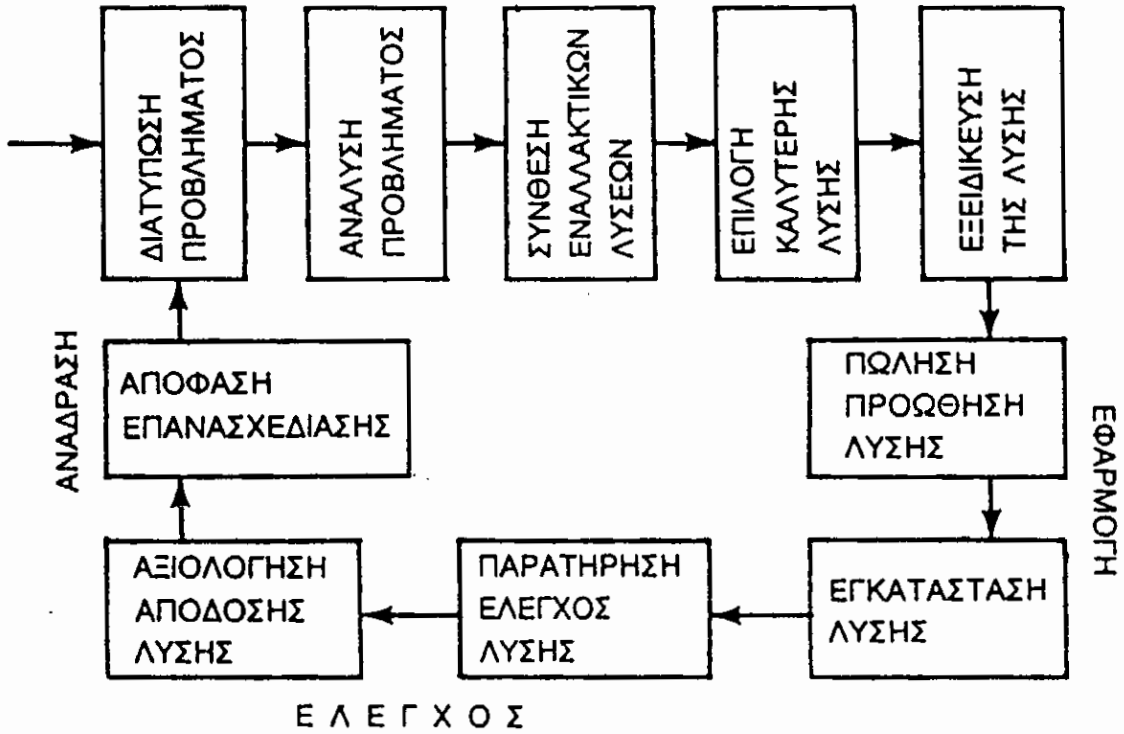 ΔΙΑΤΥΠΩΣΗ
ΠΡΟΒΛΗΜΑΤΟΣ
ΑΝΑΛΥΣΗ
ΠΡΟΒΛΗΜΑΤΟΣ
ΣΥΝΘΕΣΗ
ΕΝΑΛΛΑΚΤΙΚΩΝ
ΛΥΣΕΩΝ
ΕΠΙΛΟΓΗ
ΚΑΛΥΤΕΡΗΣ
ΛΥΣΗΣ
ΕΞΕΙΔΙΚΕΥΣΗ
ΤΗΣ ΛΥΣΗΣ
ΠΩΛΗΣΗ
ΠΡΟΩΘΗΣΗ
ΛΥΣΗΣ
ΕΦΑΡΜΟΓΗ
ΕΓΚΑΤΑΣΤΑΣΗ
ΛΥΣΗΣ
ΠΑΡΑΤΗΡΗΣΗ
ΕΛΕΓΧΟΣ
ΛΥΣΗΣ
ΑΞΙΟΛΟΓΗΣΗ
ΑΠΟΔΟΣΗΣ
ΛΥΣΗΣ
ΑΠΟΦΑΣΗ
ΕΠΑΝΑΣΧΕΔΙΑΣΗΣ
ΑΝΑΔΡΑΣΗ
Ε Λ Ε Γ Χ Ο Σ